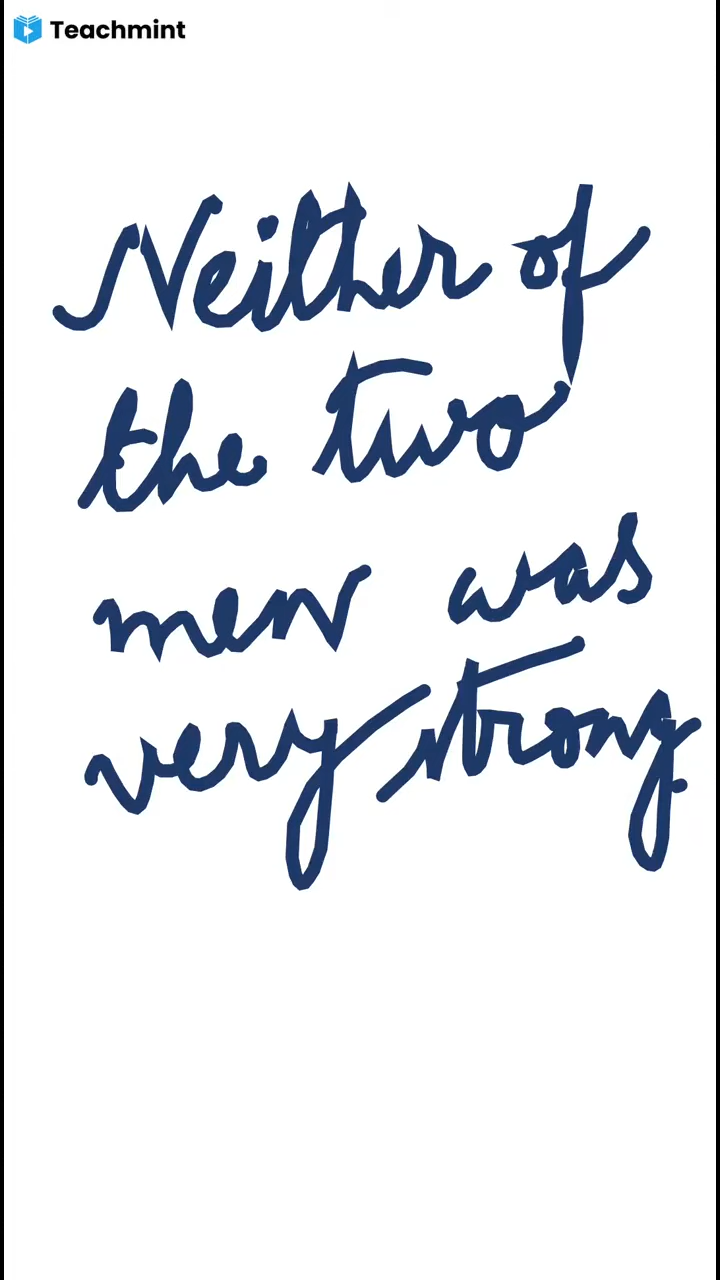 Teachmint
Neither of
the two
men was
very strong.